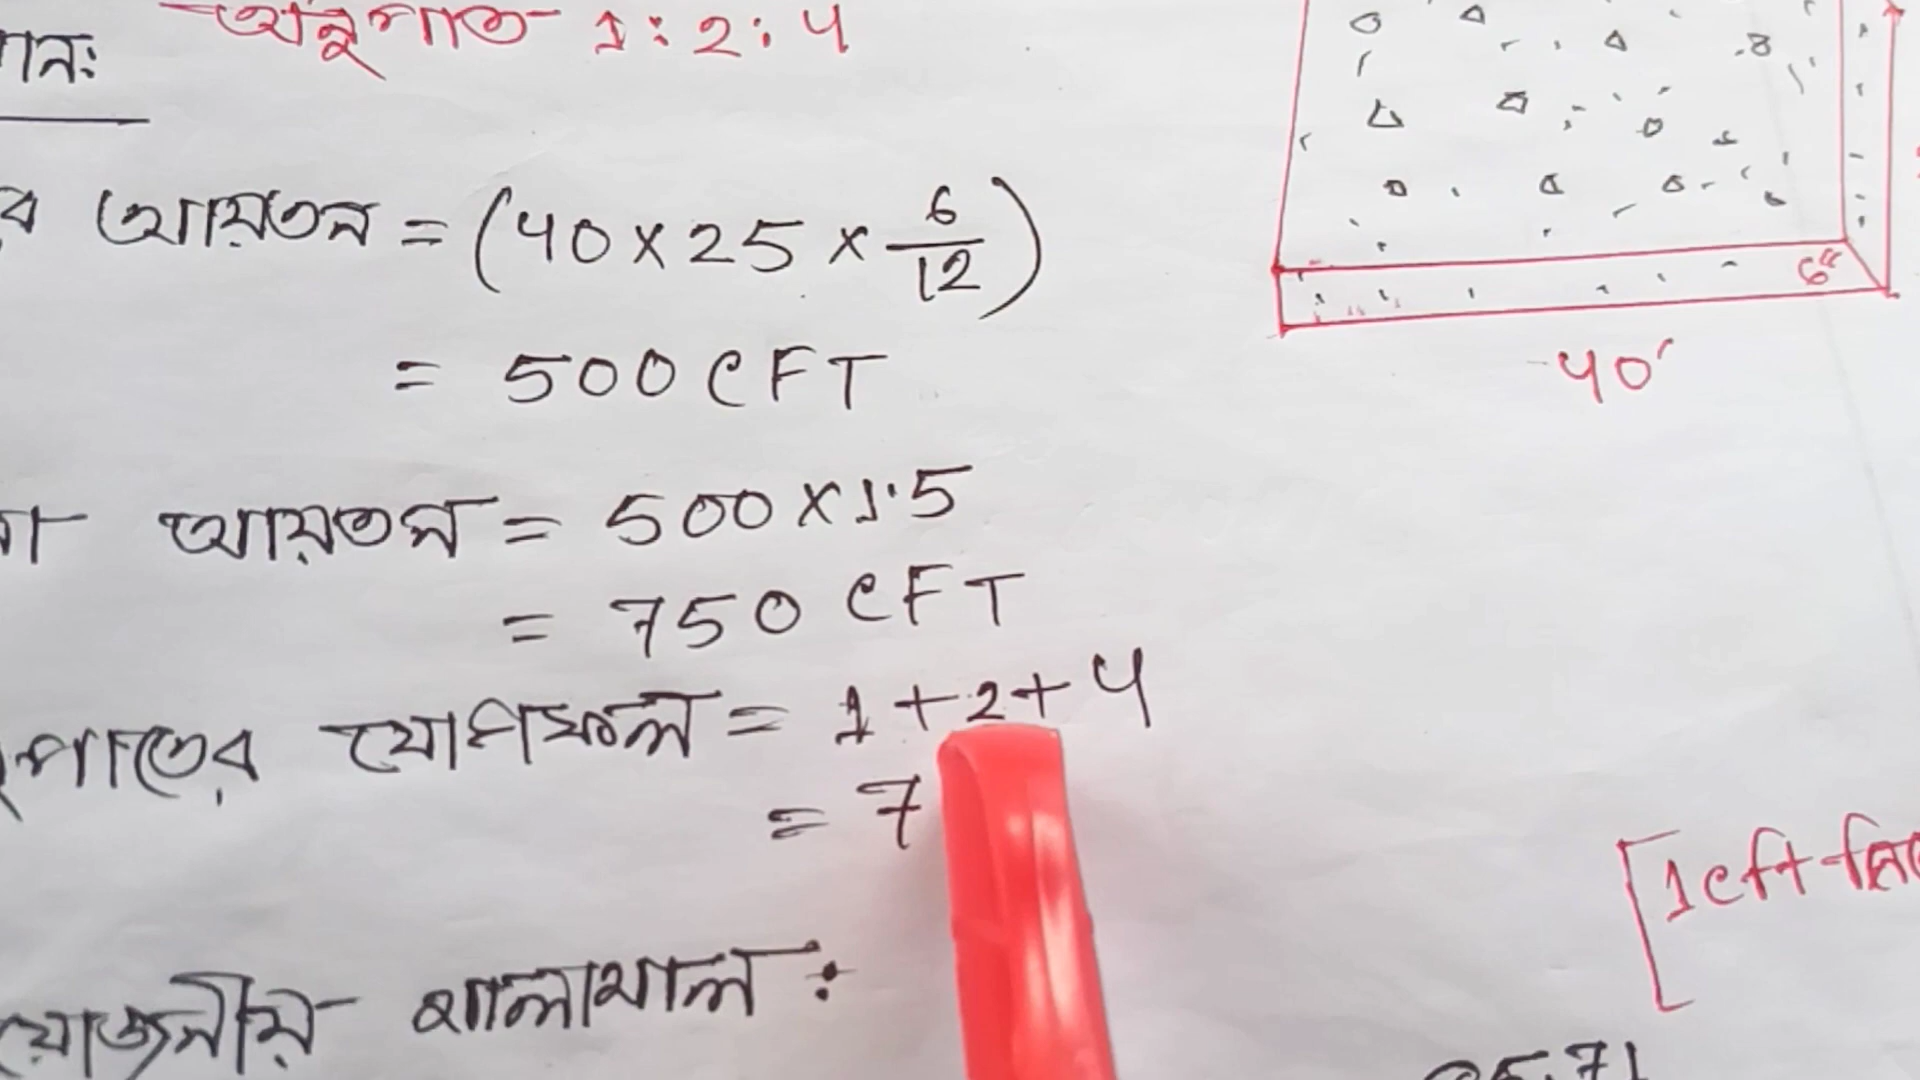 অনুপাত 1:2:4
আয়তন = (40×25×6/12)
= 500 CFT
আয়তন = 500×1.5
= 750 CFT
যোগফল = 1+2+4
= 7
মালামাল:
6"
40'
[1cft